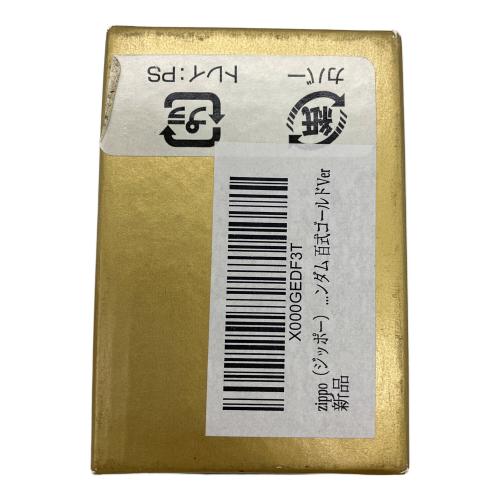 カバー
トレイ:PS
紙
プラ
X000GEDF3T
zippo (ジッポー) ...ンダム 百式ゴールドVer
新品